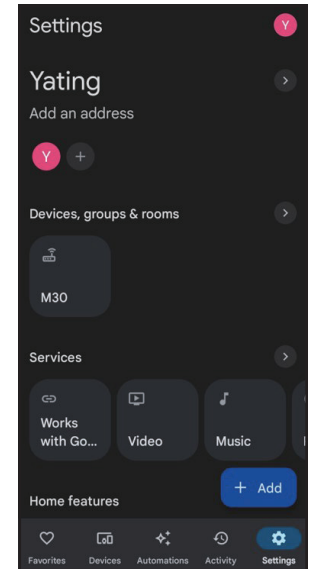 Settings
Y
Yating
Add an address
Y
Devices, groups & rooms
M30
Services
Works
with Go...
Video
Music
Add
Home features
Favorites
Devices
Automations
Activity
Settings